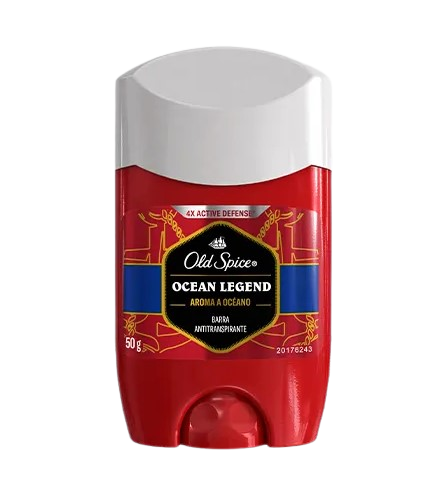 4X ACTIVE DEFENSE
Old Spice®
OCEAN LEGEND
AROMA A OCÉANO
BARRA
ANTITRANSPIRANTE
50 g
20176243